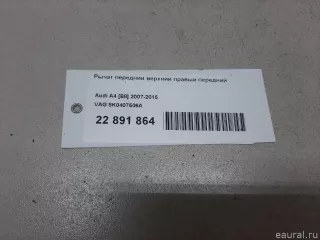 Рычаг передний верхний правый передний
Audi A4 [B8] 2007-2015
VAG 8K0407506A
22 891 864
eaural.ru